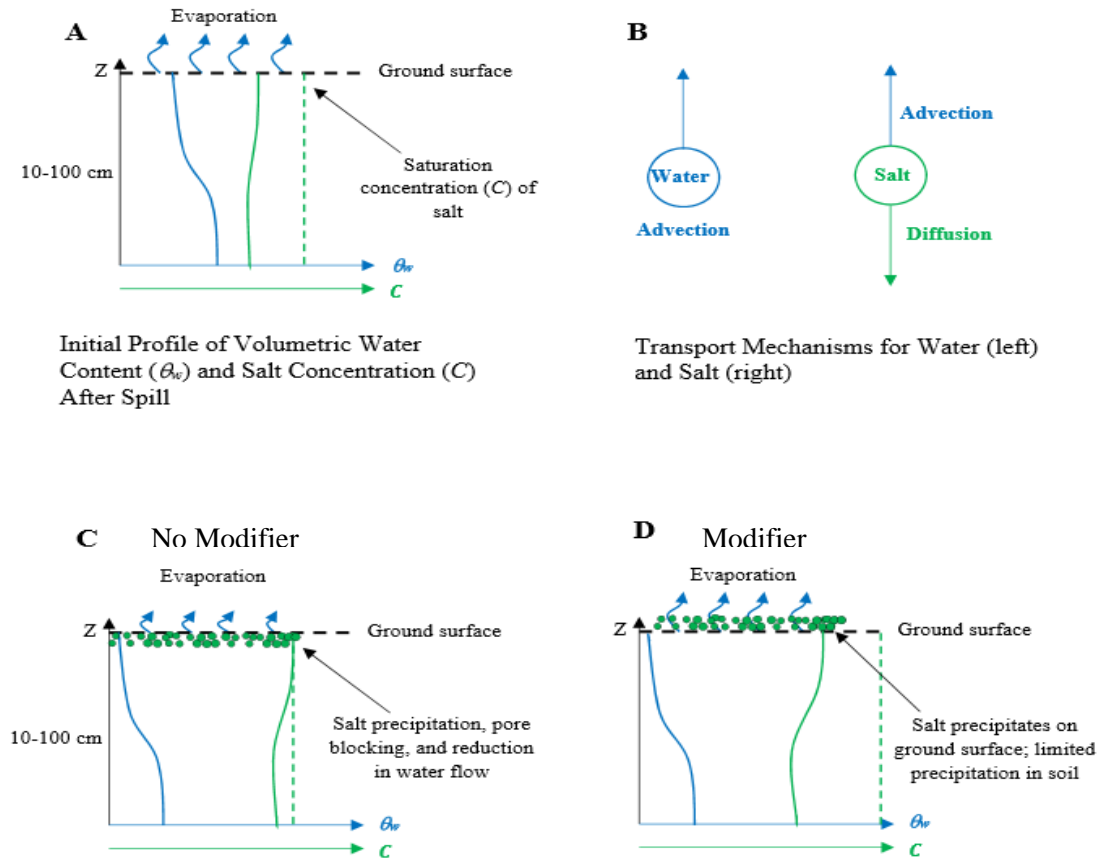 A
Evaporation
Z
Ground surface
10-100 cm
Saturation
concentration (C) of
salt
θw
C
Initial Profile of Volumetric Water
Content (θw) and Salt Concentration (C)
After Spill
B
Water
Advection
Advection
Salt
Diffusion
Transport Mechanisms for Water (left)
and Salt (right)
C No Modifier
Evaporation
Z
Ground surface
10-100 cm
Salt precipitation, pore
blocking, and reduction
in water flow
θw
C
D Modifier
Evaporation
Z
Ground surface
Salt precipitates on
ground surface; limited
precipitation in soil
θw
C